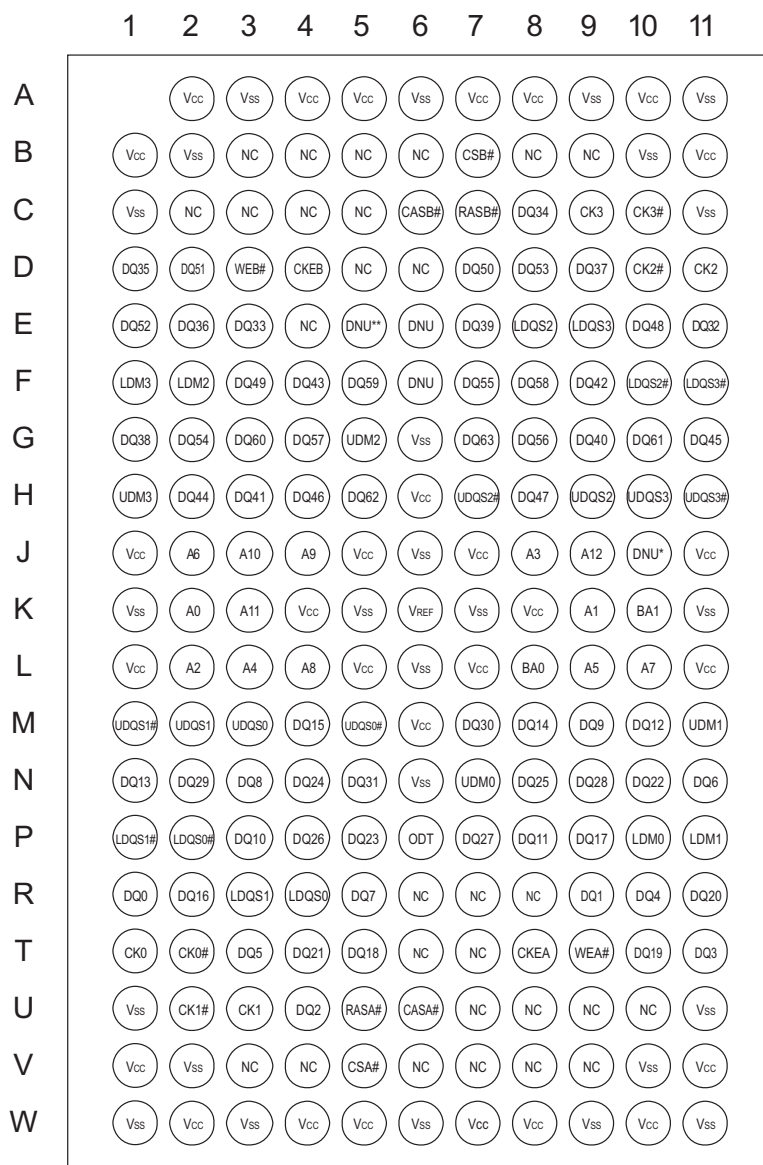 1 2 3 4 5 6 7 8 9 10 11
A Vcc Vss Vcc Vcc Vss Vcc Vcc Vss Vcc Vss
B Vcc Vss NC NC NC NC CSB# NC NC Vss Vcc
C Vss NC NC NC NC CASB# RASB# DQ34 CK3 CK3# Vss
D DQ35 DQ51 WEB# CKEB NC NC DQ50 DQ53 DQ37 CK2# CK2
E DQ52 DQ36 DQ33 NC DNU** DNU DQ39 LDQS2 LDQS3 DQ48 DQ32
F LDM3 LDM2 DQ49 DQ43 DQ59 DNU DQ55 DQ58 DQ42 LDQS2# LDQS3#
G DQ38 DQ54 DQ60 DQ57 UDM2 Vss DQ63 DQ56 DQ40 DQ61 DQ45
H UDM3 DQ44 DQ41 DQ46 DQ62 Vcc UDQS2# DQ47 UDQS2 UDQS3 UDQS3#
J Vcc A6 A10 A9 Vcc Vss Vcc A3 A12 DNU* Vcc
K Vss A0 A11 Vcc Vss VREF Vss Vcc A1 BA1 Vss
L Vcc A2 A4 A8 Vcc Vss Vcc BA0 A5 A7 Vcc
M UDQS1# UDQS1 UDQS0 DQ15 UDQS0# Vcc DQ30 DQ14 DQ9 DQ12 UDM1
N DQ13 DQ29 DQ8 DQ24 DQ31 Vss UDM0 DQ25 DQ28 DQ22 DQ6
P LDQS1# LDQS0# DQ10 DQ26 DQ23 ODT DQ27 DQ11 DQ17 LDM0 LDM1
R DQ0 DQ16 LDQS1 LDQS0 DQ7 NC NC NC DQ1 DQ4 DQ20
T CK0 CK0# DQ5 DQ21 DQ18 NC NC CKEA WEA# DQ19 DQ3
U Vss CK1# CK1 DQ2 RASA# CASA# NC NC NC NC Vss
V Vcc Vss NC NC CSA# NC NC NC NC Vss Vcc
W Vss Vcc Vss Vcc Vcc Vss Vcc Vcc Vss Vcc Vss